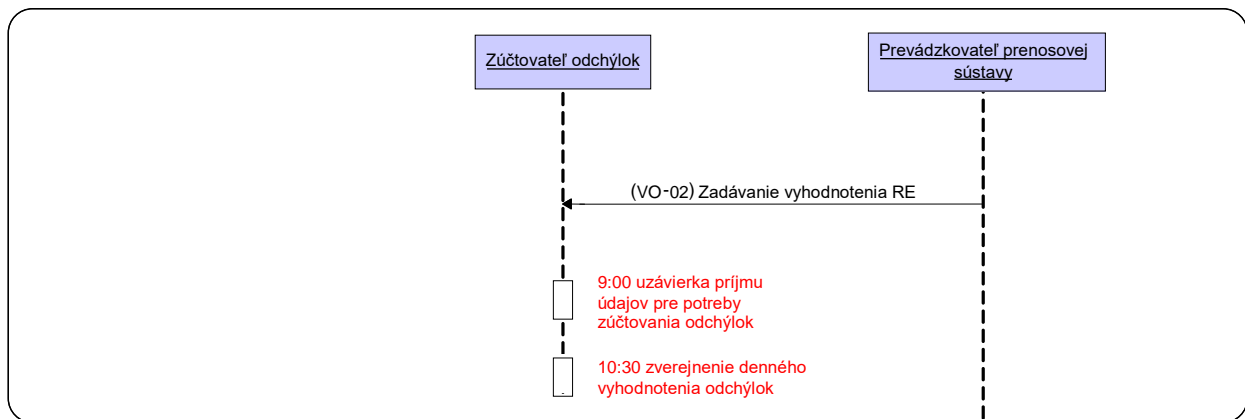 Zúčtovateľ odchýlok
Prevádzkovateľ prenosovej
sústavy
(VO-02) Zadávanie vyhodnotenia RE
9:00 uzávierka príjmu
údajov pre potreby
zúčtovania odchýlok
10:30 zverejnenie denného
vyhodnotenia odchýlok